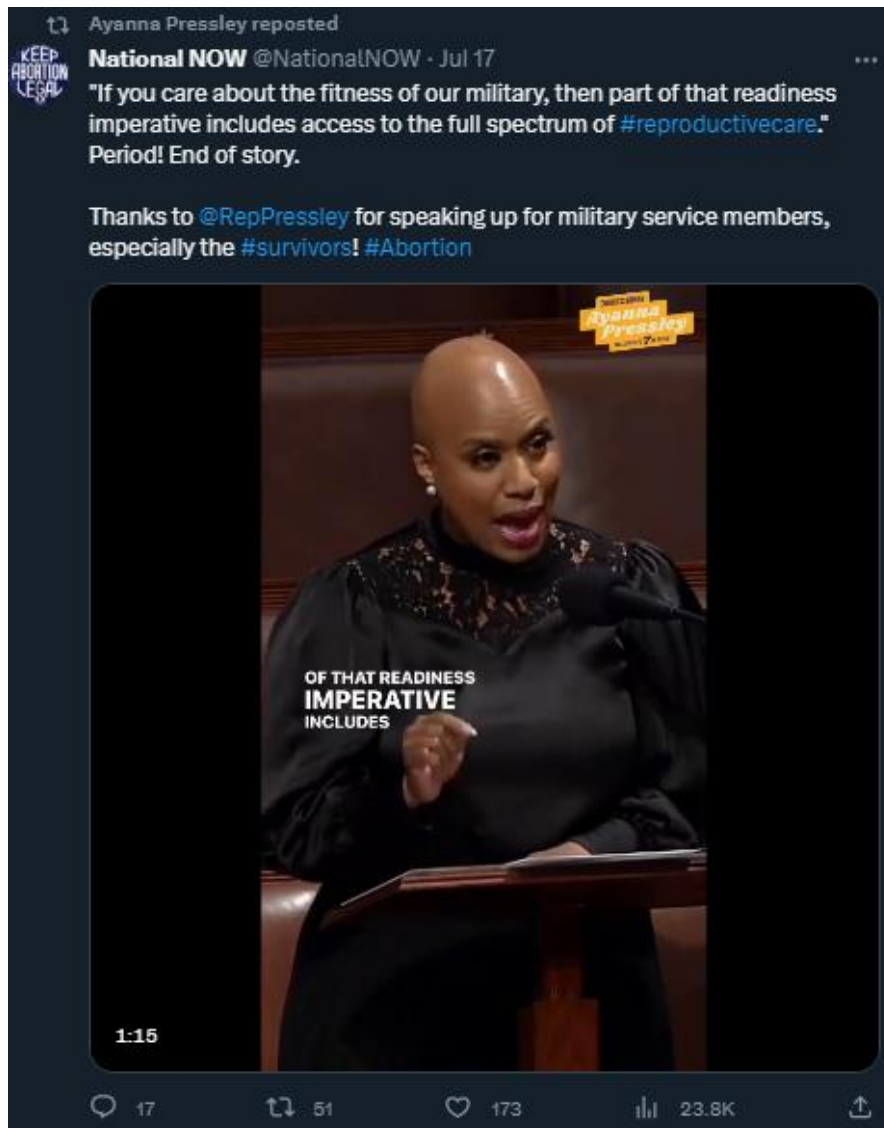 Ayanna Pressley reposted
KEEP
ABORTION
LEGAL
National NOW @NationalNOW · Jul 17
"If you care about the fitness of our military, then part of that readiness
imperative includes access to the full spectrum of #reproductivecare."
Period! End of story.
Thanks to @RepPressley for speaking up for military service members,
especially the #survivors! #Abortion
Ayanna
Pressley
OF THAT READINESS
IMPERATIVE
INCLUDES
1:15
17
51
173
23.8K